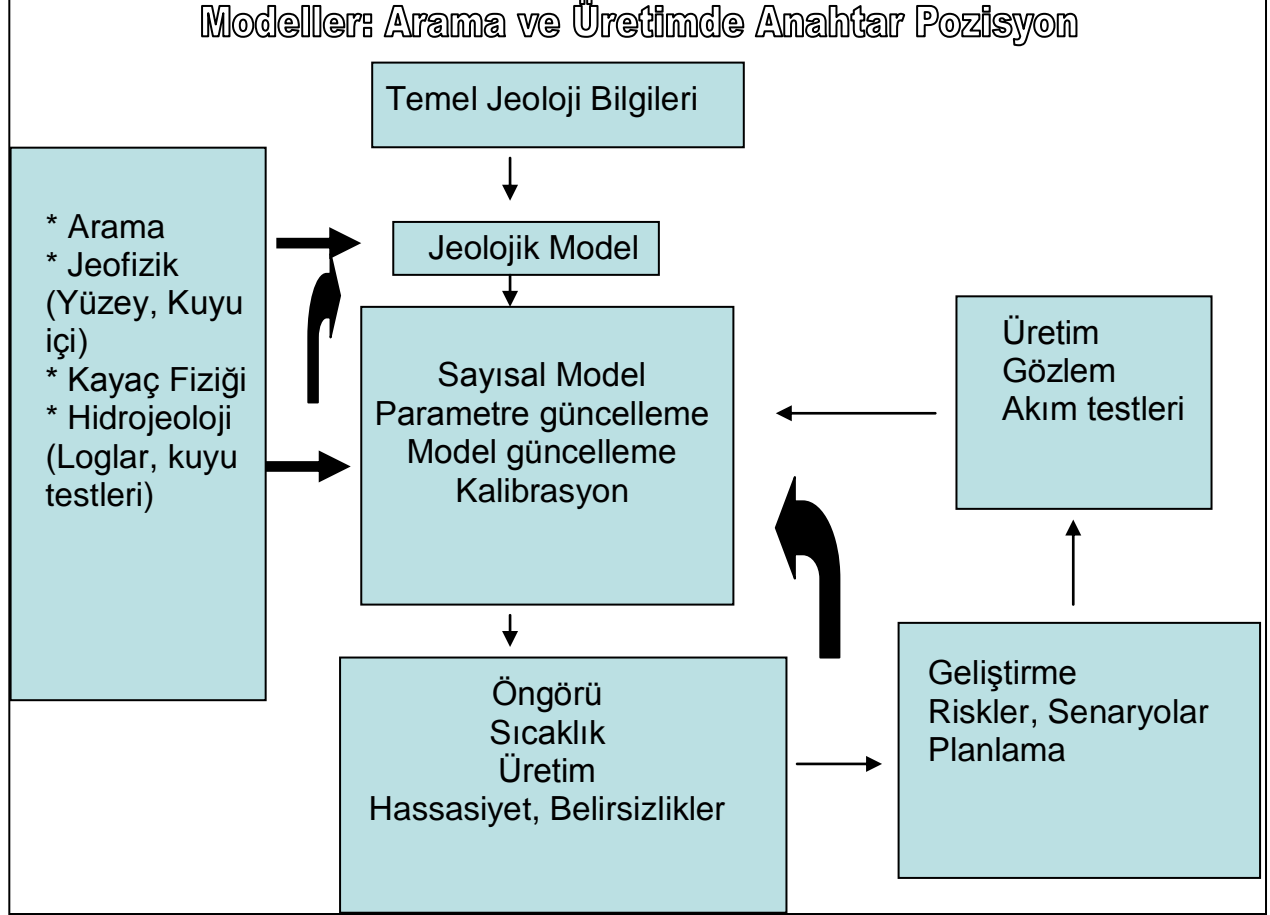 Modeller: Arama ve Üretimde Anahtar Pozisyon
Temel Jeoloji Bilgileri
* Arama
* Jeofizik
(Yüzey, Kuyu
içi)
* Kayaç Fiziği
* Hidrojeoloji
(Loglar, kuyu
testleri)
Jeolojik Model
Sayısal Model
Parametre güncelleme
Model güncelleme
Kalibrasyon
Üretim
Gözlem
Akım testleri
Öngörü
Sıcaklık
Üretim
Hassasiyet, Belirsizlikler
Geliştirme
Riskler, Senaryolar
Planlama